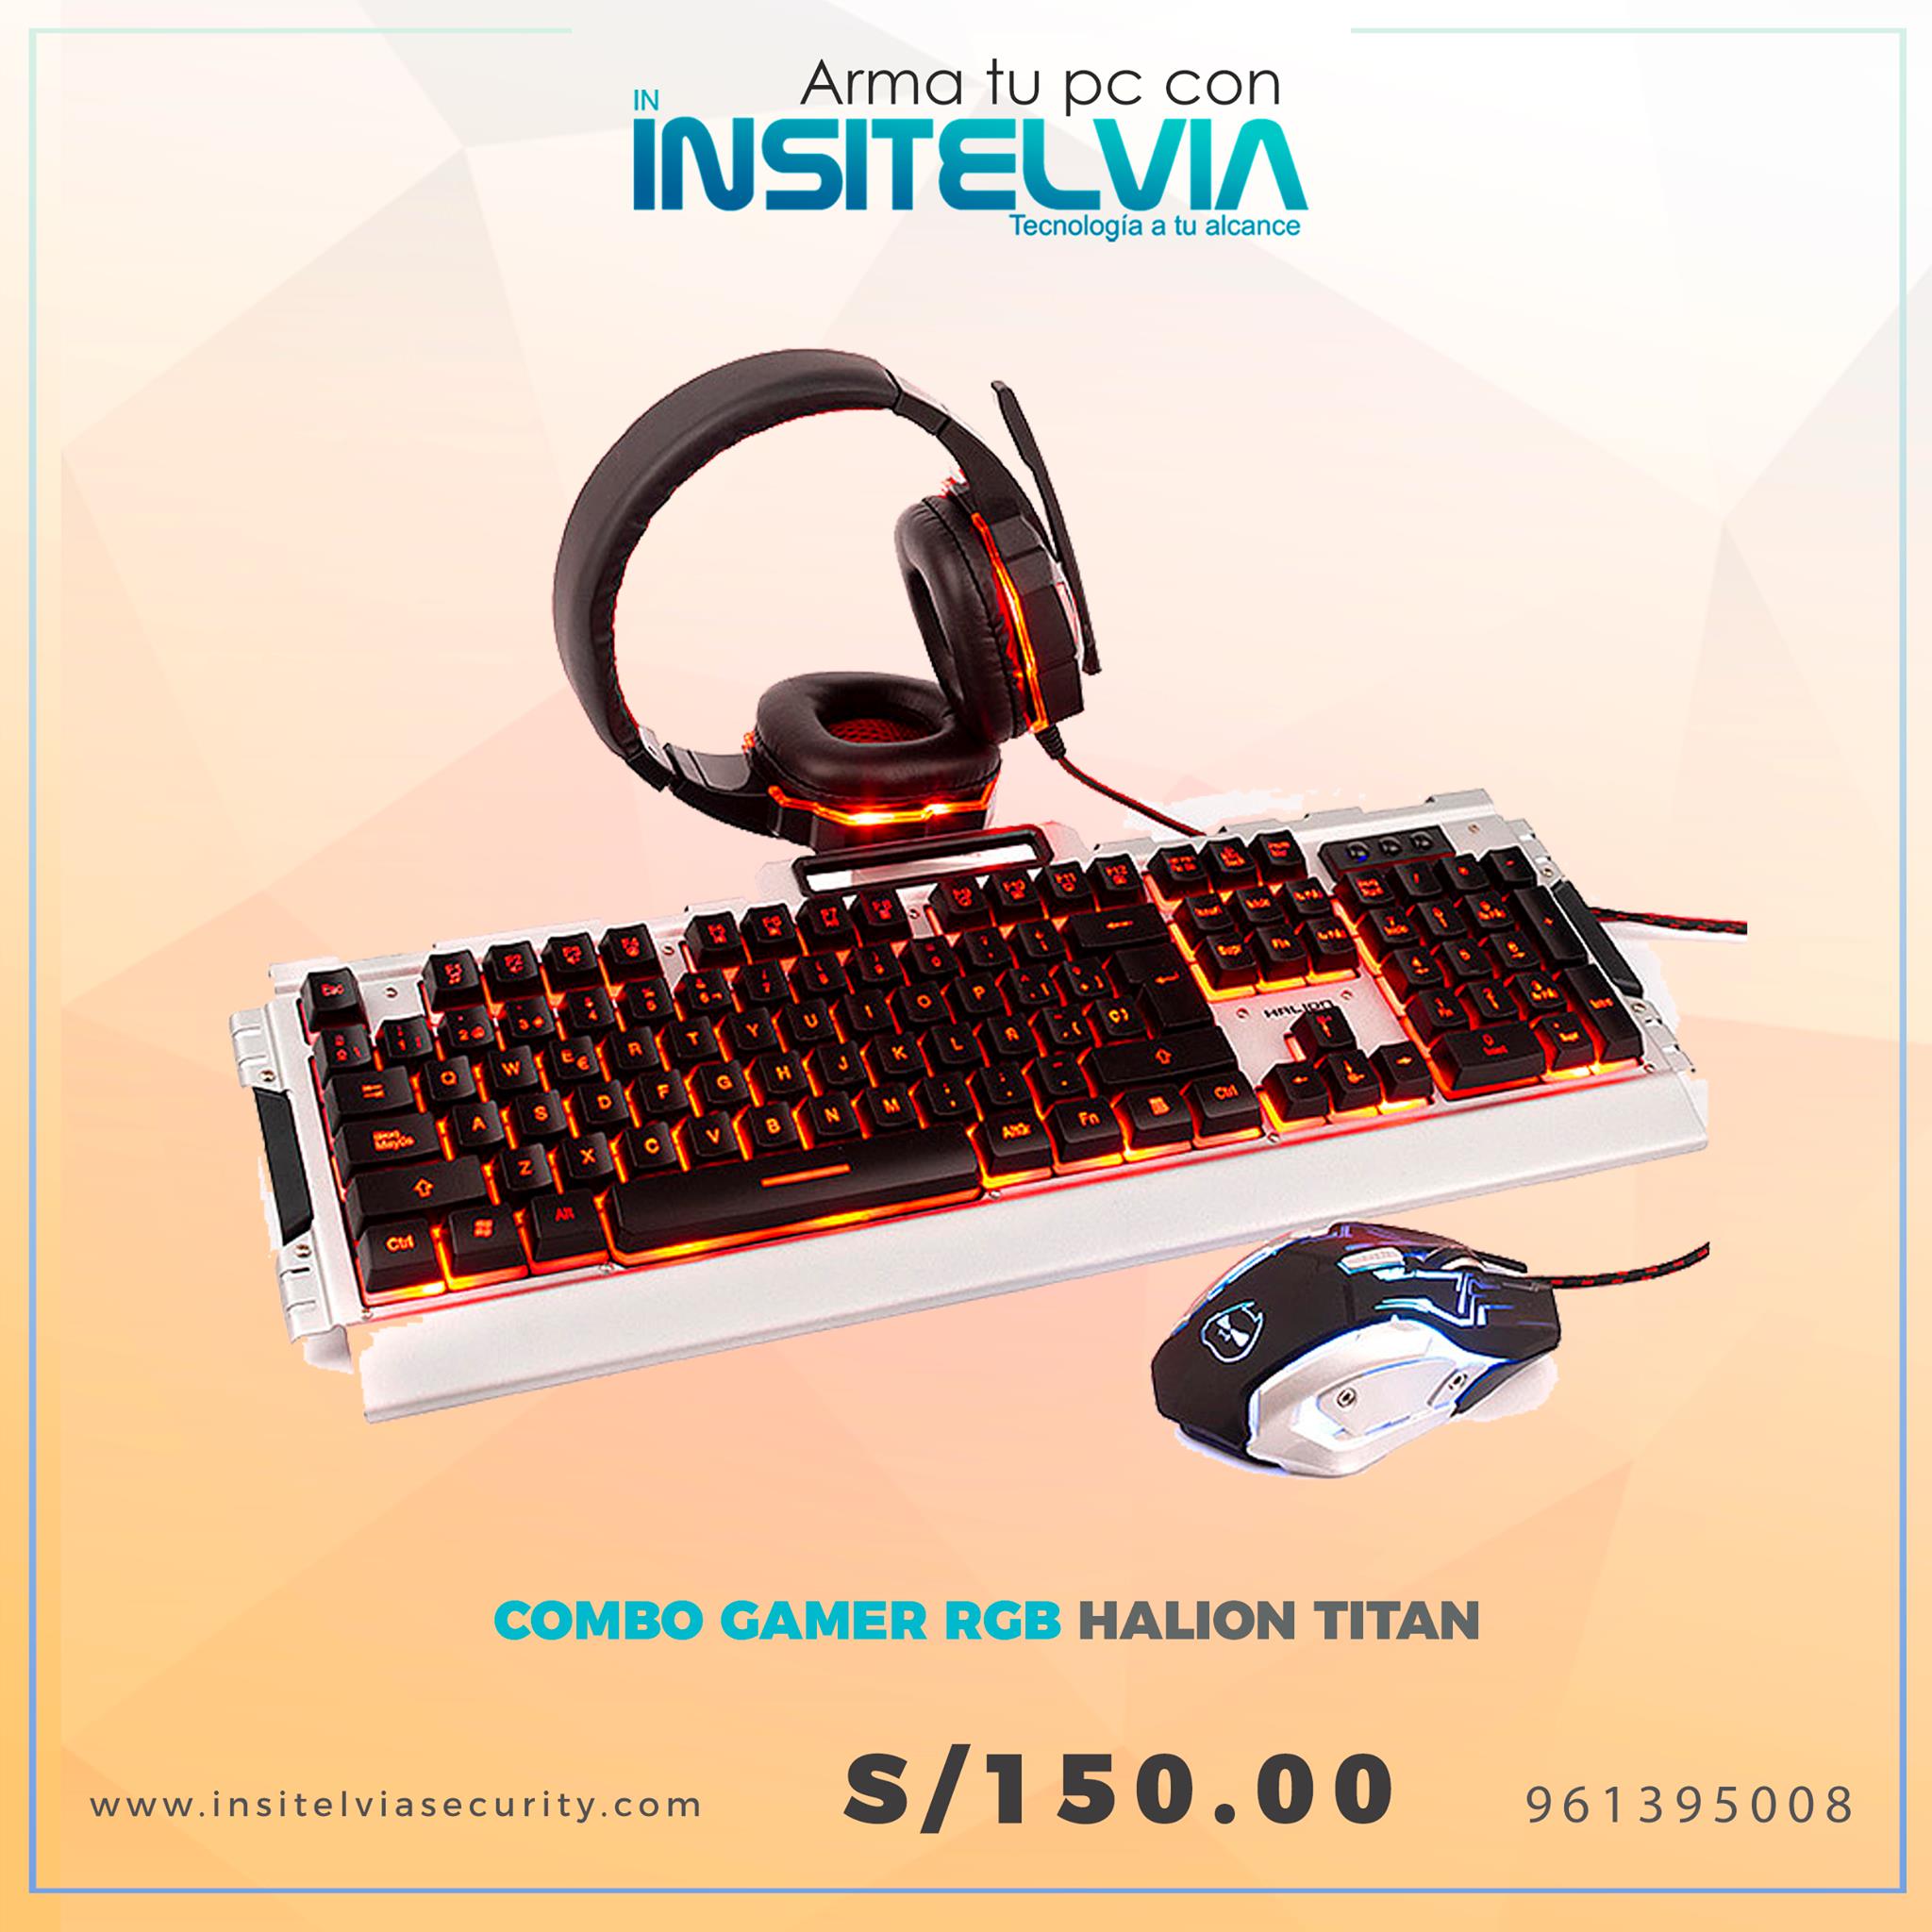 Arma tu pc con
IN
INSITELVIA
Tecnología a tu alcance
HALION
COMBO GAMER RGB HALION TITAN
www.insitelviasecurity.com
S/150.00
961395008